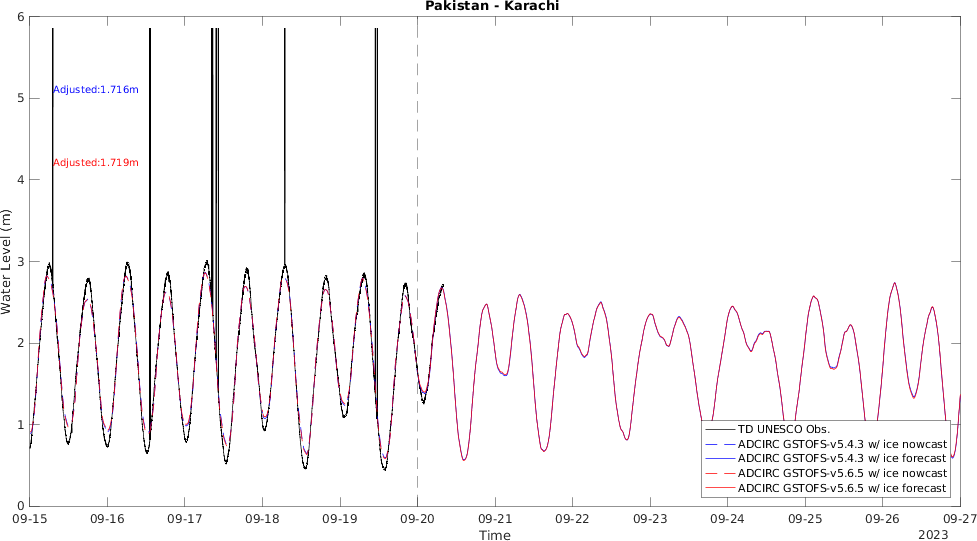 Pakistan - Karachi
6
Adjusted:1.716m
5
Adjusted:1.719m
4
3
Water Level (m)
2
1
TD UNESCO Obs.
ADCIRC GSTOFS-v5.4.3 w/ ice nowcast
ADCIRC GSTOFS-v5.4.3 w/ ice forecast
ADCIRC GSTOFS-v5.6.5 w/ ice nowcast
ADCIRC GSTOFS-v5.6.5 w/ ice forecast
0
09-15 09-16 09-17 09-18 09-19 09-20 09-21 09-22 09-23 09-24 09-25 09-26 09-27
Time
2023